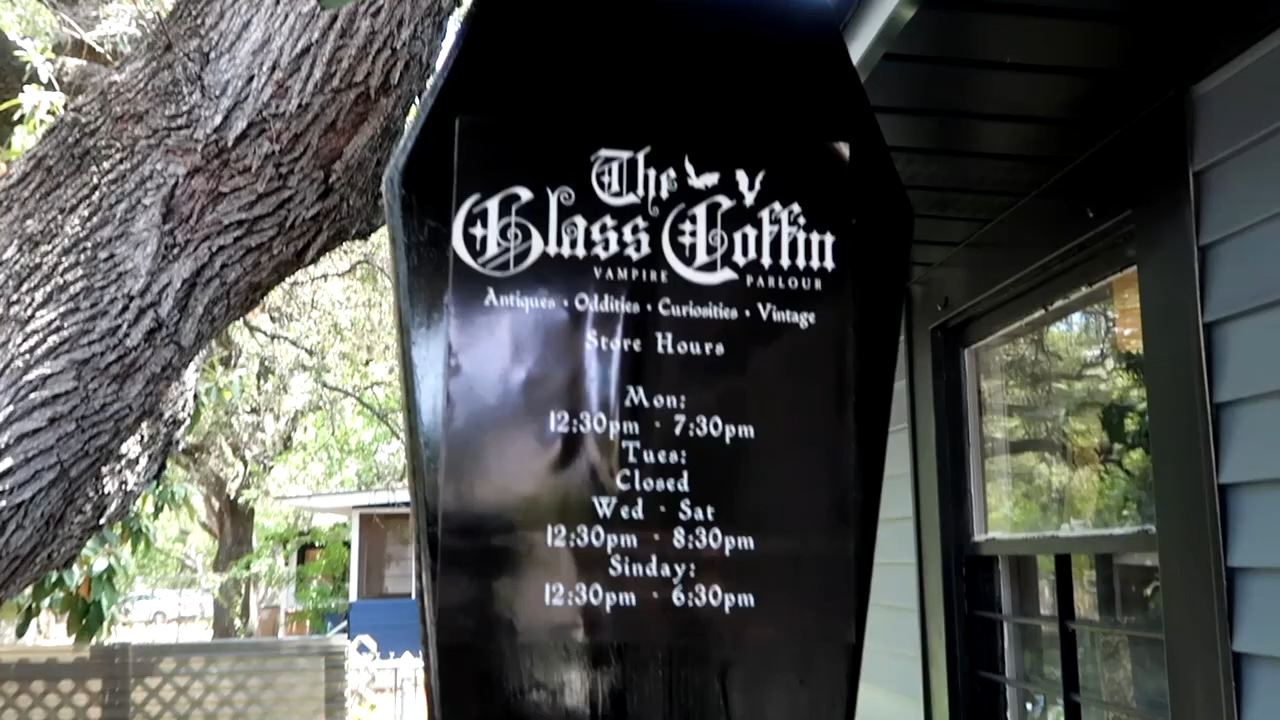 The
Glass Coffin
VAMPIRE PARLOUR
Antiques • Oddities • Curiosities • Vintage
Store Hours
Mon:
12:30pm - 7:30pm
Tues:
Closed
Wed - Sat
12:30pm - 8:30pm
Sinday:
12:30pm - 6:30pm